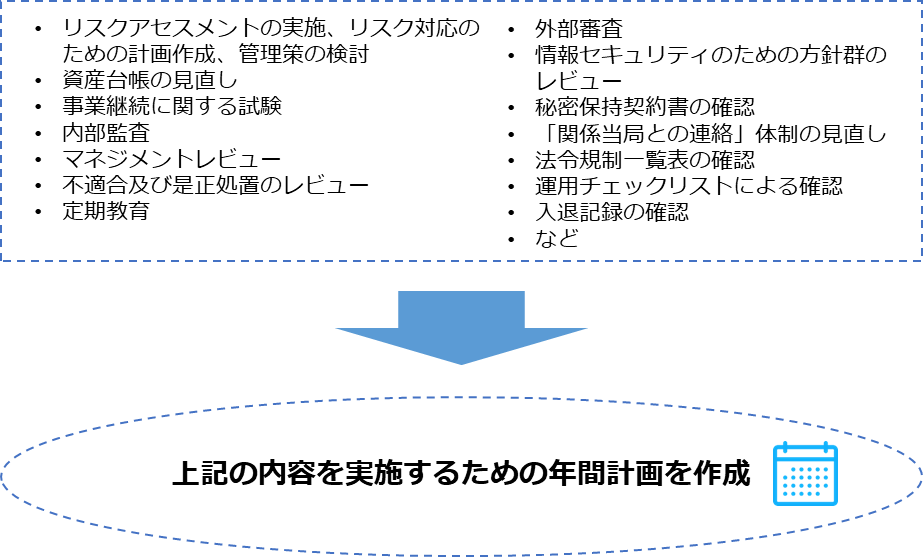 • リスクアセスメントの実施、リスク対応の
ための計画作成、管理策の検討
• 資産台帳の見直し
• 事業継続に関する試験
• 内部監査
• マネジメントレビュー
• 不適合及び是正処置のレビュー
• 定期教育
• 外部審査
• 情報セキュリティのための方針群の
レビュー
• 秘密保持契約書の確認
• 「関係当局との連絡」体制の見直し
• 法令規制一覧表の確認
• 運用チェックリストによる確認
• 入退記録の確認
• など
上記の内容を実施するための年間計画を作成